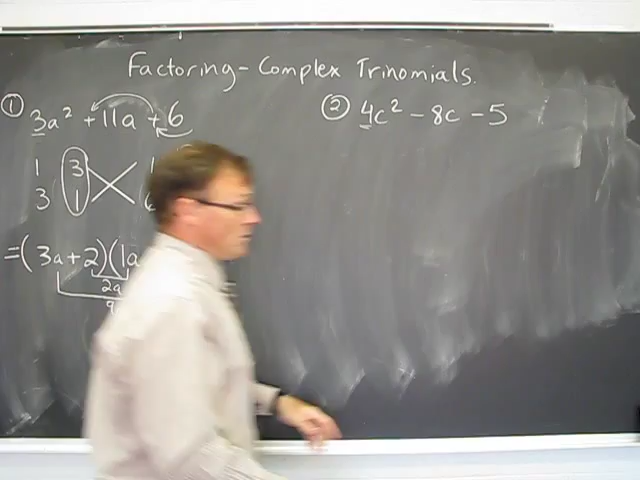 Factoring - Complex Trinomials.
① 3a² + 11a + 6
1 3 1
3 1 6
= (3a + 2)(1a
2a
9
② 4c² - 8c - 5